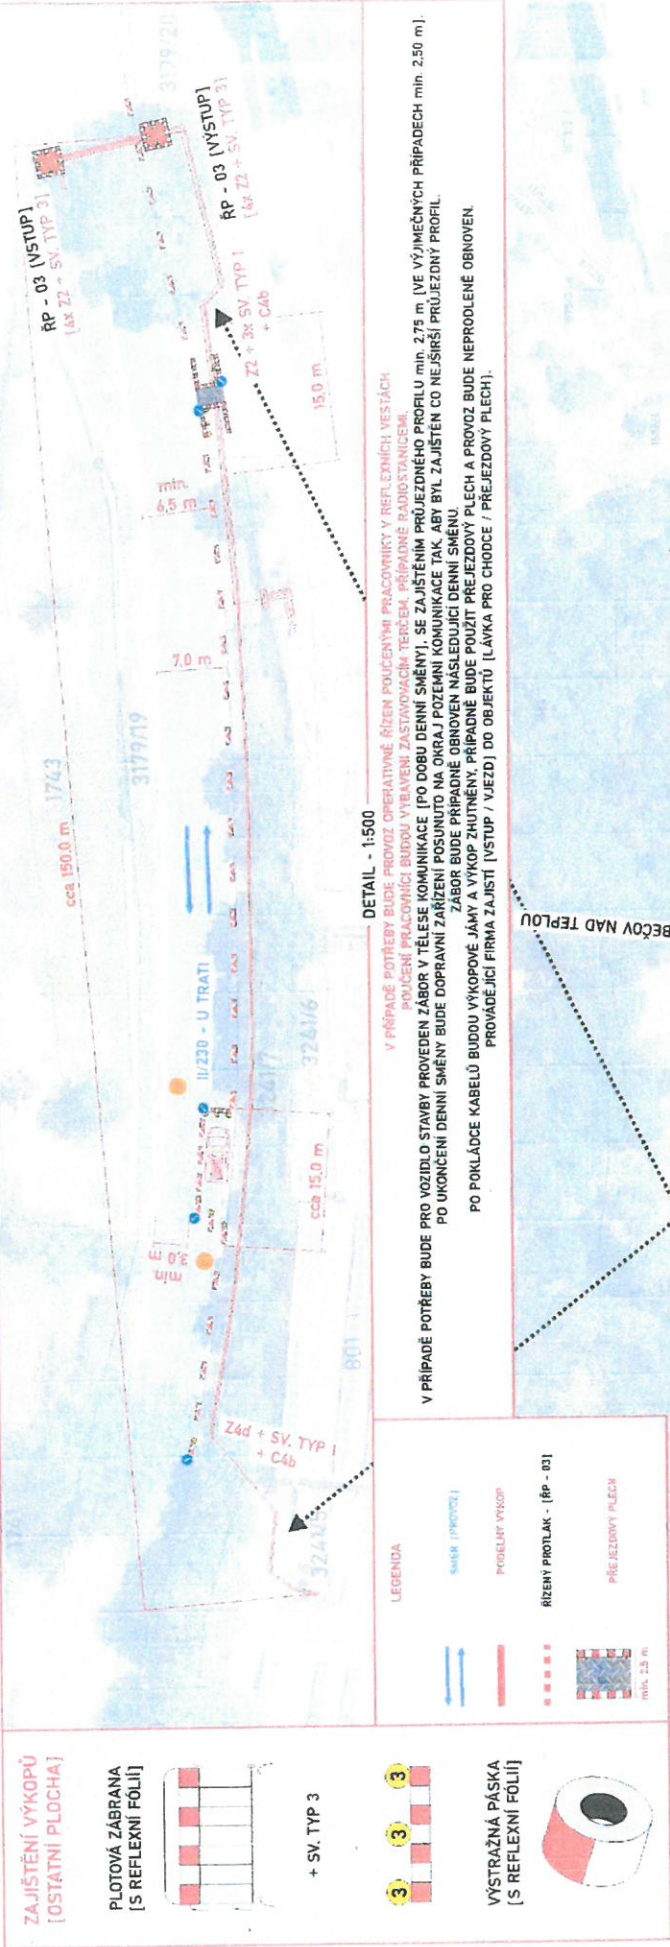 ZAJIŠTĚNÍ VÝKOPŮ
[OSTATNÍ PLOCHA]
PLOTOVÁ ZÁBRANA
[S REFLEXNÍ FÓLIÍ]
+ SV. TYP 3
3 3 3
VÝSTRAŽNÁ PÁSKA
[S REFLEXNÍ FÓLIÍ]
ŘP - 03 [VSTUP]
[4x Z2 + SV. TYP 3]
3179/20
ŘP - 03 [VÝSTUP]
[4x Z2 + SV. TYP 3]
Z2 + 3x SV. TYP 1
+ C4b
15,0 m
min.
6,5 m
7,0 m
1743
cca 150,0 m
3179/19
II/230 - U TRATI
3241/6
cca 15,0 m
min.
3,0 m
801
Z4d + SV. TYP 1
+ C4b
DETAIL - 1:500
V PŘÍPADĚ POTŘEBY BUDE PROVOZ OPERATIVNĚ ŘÍZEN POUČENÝMI PRACOVNÍKY V REFLEXNÍCH VESTÁCH
POUČENÍ PRACOVNÍCI BUDOU VYBAVENI ZASTAVOVACÍM TERČEM, PŘÍPADNĚ RADIOSTANICEMI.
V PŘÍPADĚ POTŘEBY BUDE PRO VOZIDLO STAVBY PROVEDEN ZÁBOR V TĚLESE KOMUNIKACE [PO DOBU DENNÍ SMĚNY], SE ZAJIŠTĚNÍM PRŮJEZDNÉHO PROFILU min. 2,75 m [VE VÝJIMEČNÝCH PŘÍPADECH min. 2,50 m].
PO UKONČENÍ DENNÍ SMĚNY BUDE DOPRAVNÍ ZAŘÍZENÍ POSUNUTO NA OKRAJ POZEMNÍ KOMUNIKACE TAK, ABY BYL ZAJIŠTĚN CO NEJŠIRŠÍ PRŮJEZDNÝ PROFIL.
ZÁBOR BUDE PŘÍPADNĚ OBNOVEN NÁSLEDUJÍCÍ DENNÍ SMĚNU.
PO POKLÁDCE KABELŮ BUDOU VÝKOPOVÉ JÁMY A VÝKOP ZHUTNĚNY, PŘÍPADNĚ BUDE POUŽIT PŘEJEZDOVÝ PLECH A PROVOZ BUDE NEPRODLENĚ OBNOVEN.
PROVÁDĚJÍCÍ FIRMA ZAJISTÍ [VSTUP / VJEZD] DO OBJEKTŮ [LÁVKA PRO CHODCE / PŘEJEZDOVÝ PLECH].
LEGENDA
SMĚR [PROVOZ]
PODÉLNÝ VÝKOP
ŘÍZENÝ PROTLAK - [ŘP - 03]
PŘEJEZDOVÝ PLECH
min. 2,5 m
BEČOV NAD TEPLOU